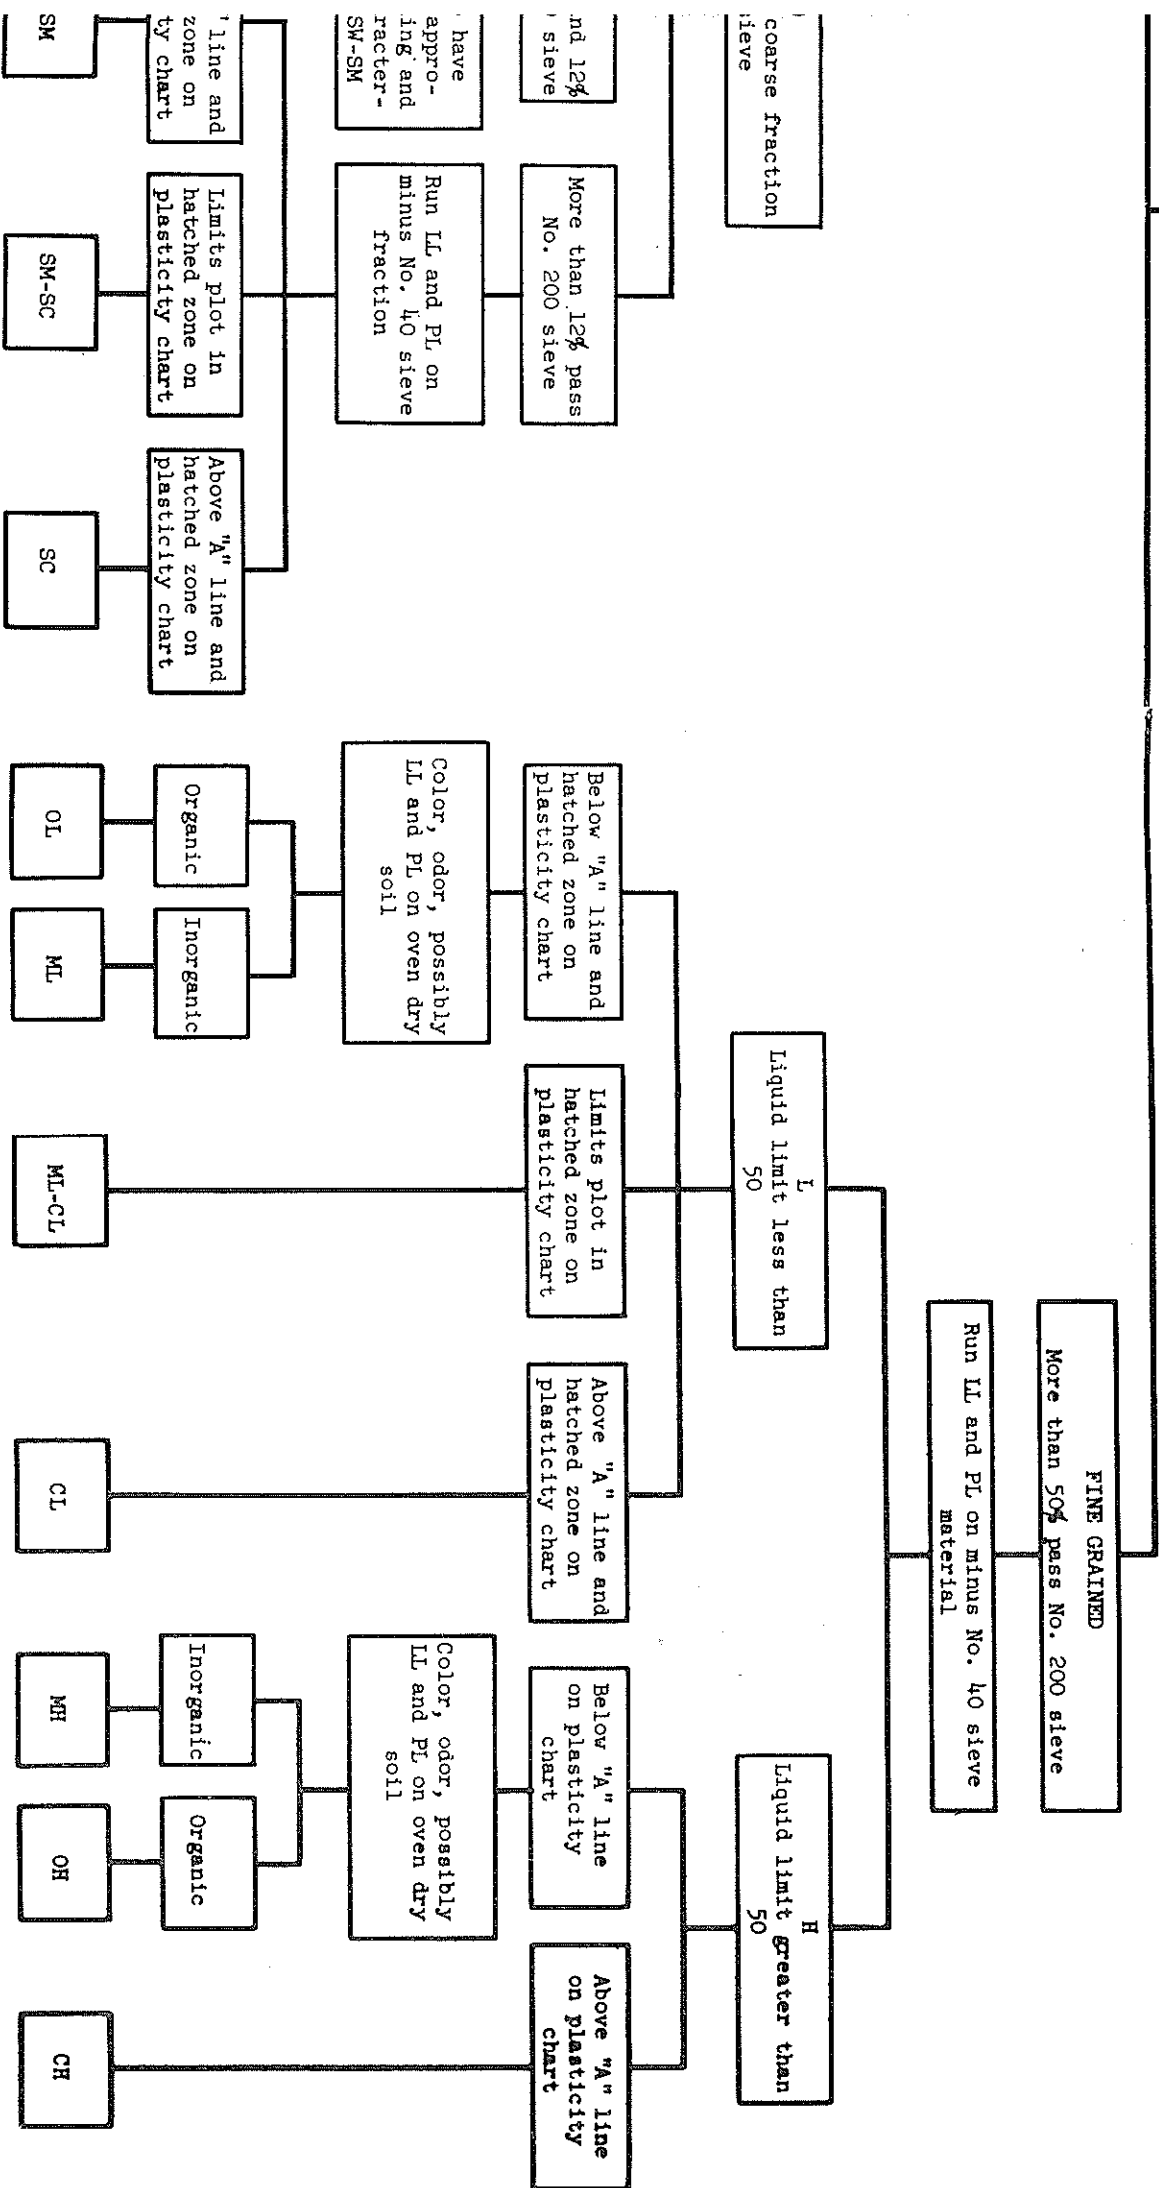 FINE GRAINED
More than 50% pass No. 200 sieve
Run LL and PL on minus No. 40 sieve
material
coarse fraction
sieve
L
Liquid limit less than
50
H
Liquid limit greater than
50
nd 12%
sieve
More than 12% pass
No. 200 sieve
Below "A" line and
hatched zone on
plasticity chart
Limits plot in
hatched zone on
plasticity chart
Above "A" line and
hatched zone on
plasticity chart
Below "A" line
on plasticity
chart
Above "A" line
on plasticity
chart
have
appro-
ing and
racter-
SW-SM
Run LL and PL on
minus No. 40 sieve
fraction
Color, odor, possibly
LL and PL on oven dry
soil
Color, odor, possibly
LL and PL on oven dry
soil
" line and
zone on
ty chart
Limits plot in
hatched zone on
plasticity chart
Above "A" line and
hatched zone on
plasticity chart
Organic
Inorganic
Inorganic
Organic
SM
SM-SC
SC
OL
ML
ML-CL
CL
MH
OH
CH